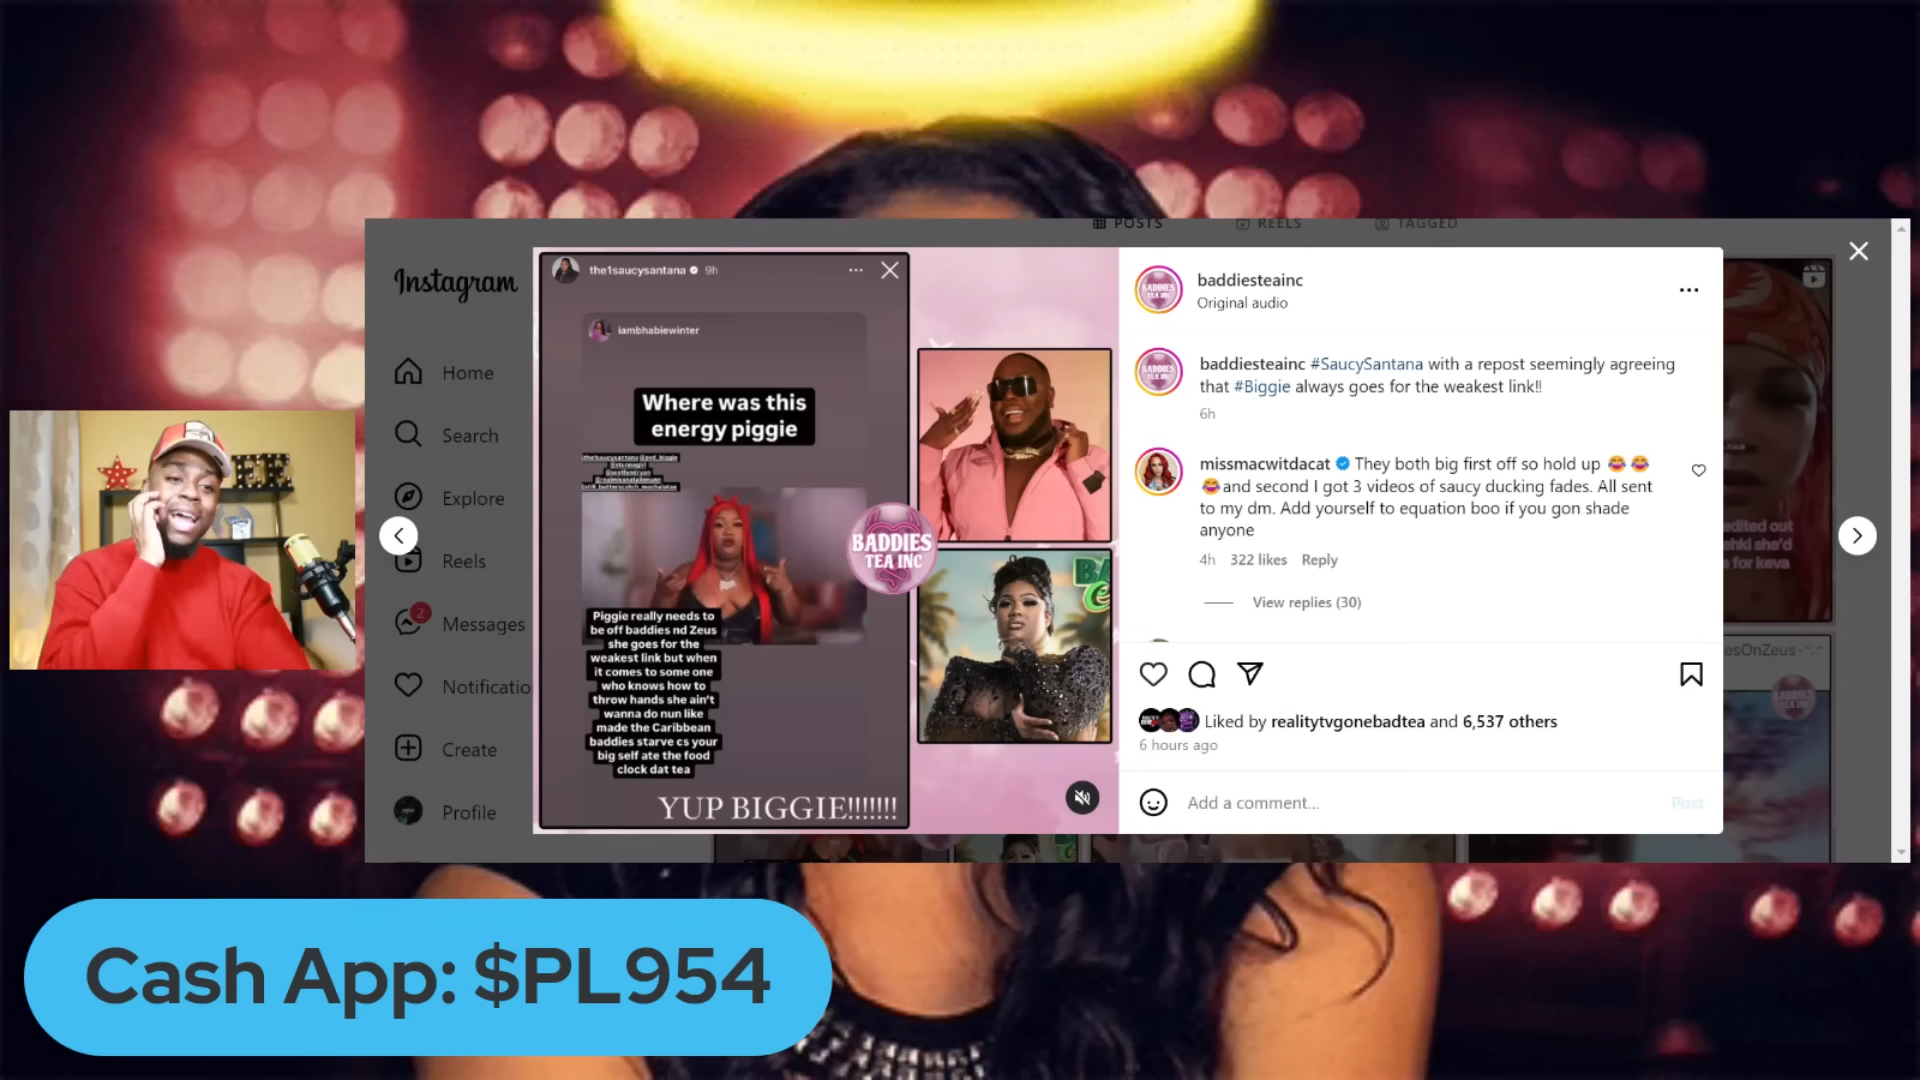 POSTS
REELS
TAGGED
Instagram
Home
Search
Explore
Reels
2
Messages
Notificatio
Create
Profile
the1saucysantana 9h
iambhabiewinter
Where was this
energy piggie
Piggie really needs to
be off baddies nd Zeus
she goes for the
weakest link but when
it comes to some one
who knows how to
throw hands she ain't
wanna do nun like
made the Caribbean
baddies starve cs your
big self ate the food
clock dat tea
YUP BIGGIE!!!!!!!
BADDIES
TEA INC
baddiesteainc
Original audio
baddiesteainc #SaucySantana with a repost seemingly agreeing
that #Biggie always goes for the weakest link!!
6h
missmacwitdacat They both big first off so hold up 😂😂
😂and second I got 3 videos of saucy ducking fades. All sent
to my dm. Add yourself to equation boo if you gon shade
anyone
4h 322 likes Reply
View replies (30)
Liked by realitytvgonebadtea and 6,537 others
6 hours ago
Add a comment...
Post
edited out
she'd
for keva
esOnZeus
Cash App: $PL954